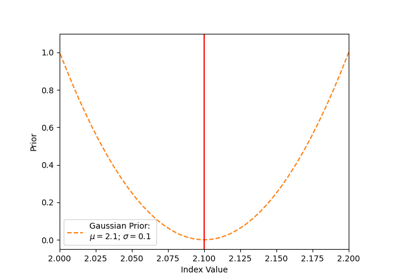 1.0
0.8
0.6
0.4
0.2
0.0
Prior
Gaussian Prior:
μ = 2.1; σ = 0.1
2.000 2.025 2.050 2.075 2.100 2.125 2.150 2.175 2.200
Index Value